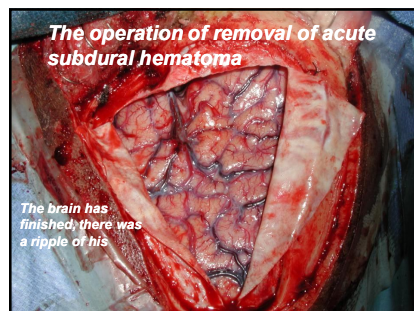 The operation of removal of acute
subdural hematoma
The brain has
finished, there was
a ripple of his